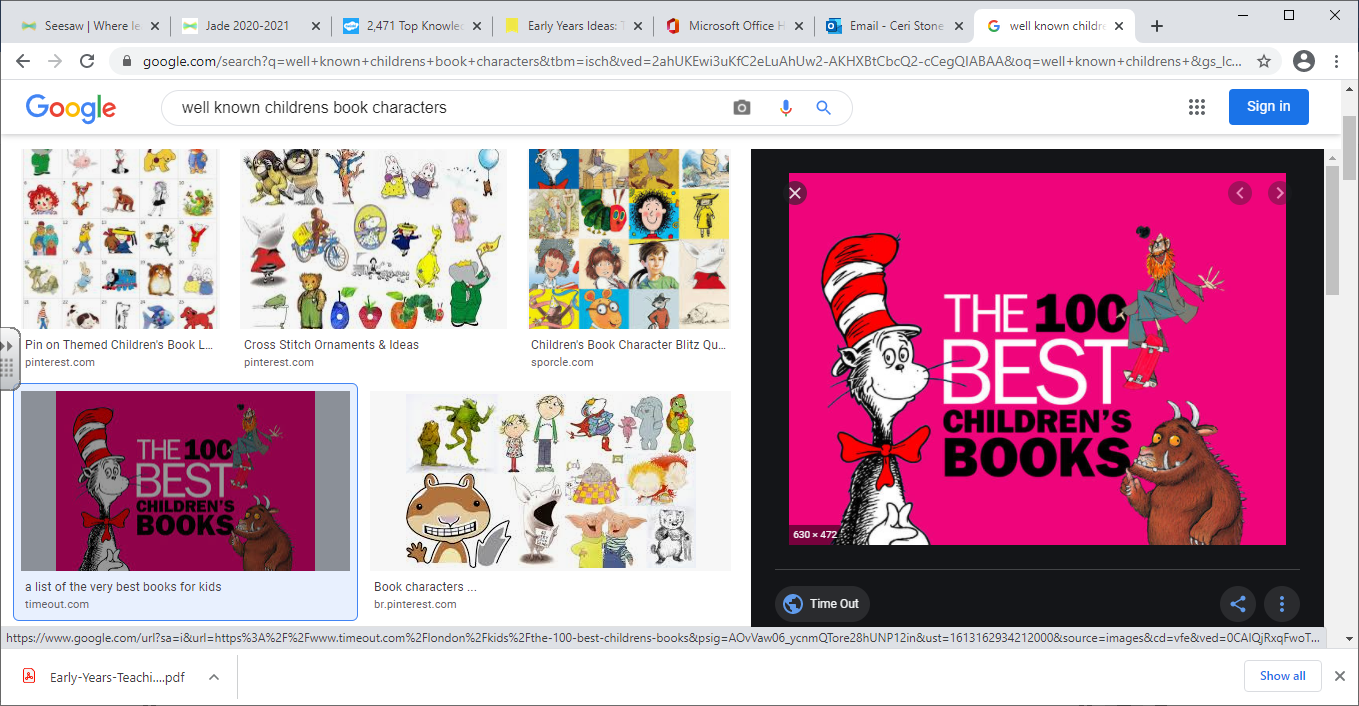 Seesaw | Where le
Jade 2020-2021
2,471 Top Knowlec
Early Years Ideas: T
Microsoft Office H
Email - Ceri Stone
well known childre
google.com/search?q=well+known+childrens+book+characters&tbm=isch&ved=2ahUKEwi3uKfC2eLuAhUw2-AKHXBtCbcQ2-cCegQIABAA&oq=well+known+childrens+&gs_lc...
Google
well known childrens book characters
Sign in
Pin on Themed Children's Book L...
pinterest.com
Cross Stitch Ornaments & Ideas
pinterest.com
Children's Book Character Blitz Qu...
sporcle.com
THE 100
BEST
CHILDREN'S
BOOKS
a list of the very best books for kids
timeout.com
Book characters ...
br.pinterest.com
THE 100
BEST
CHILDREN'S
BOOKS
630 × 472
Time Out
https://www.google.com/url?sa=i&url=https%3A%2F%2Fwww.timeout.com%2Flondon%2Fkids%2Fthe-100-best-childrens-books&psig=AOvVaw06_ycnmQTore28hUNP12in&ust=1613162934212000&source=images&cd=vfe&ved=0CAIQjRxqFwoT...
Early-Years-Teachi....pdf
Show all